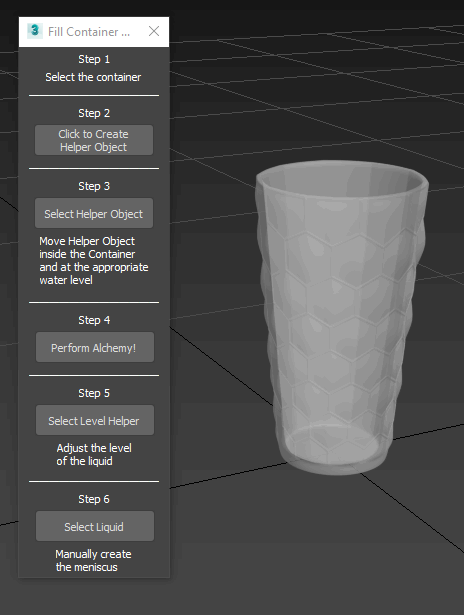 3 Fill Container ...
Step 1
Select the container
Step 2
Click to Create
Helper Object
Step 3
Select Helper Object
Move Helper Object
inside the Container
and at the appropriate
water level
Step 4
Perform Alchemy!
Step 5
Select Level Helper
Adjust the level
of the liquid
Step 6
Select Liquid
Manually create
the meniscus